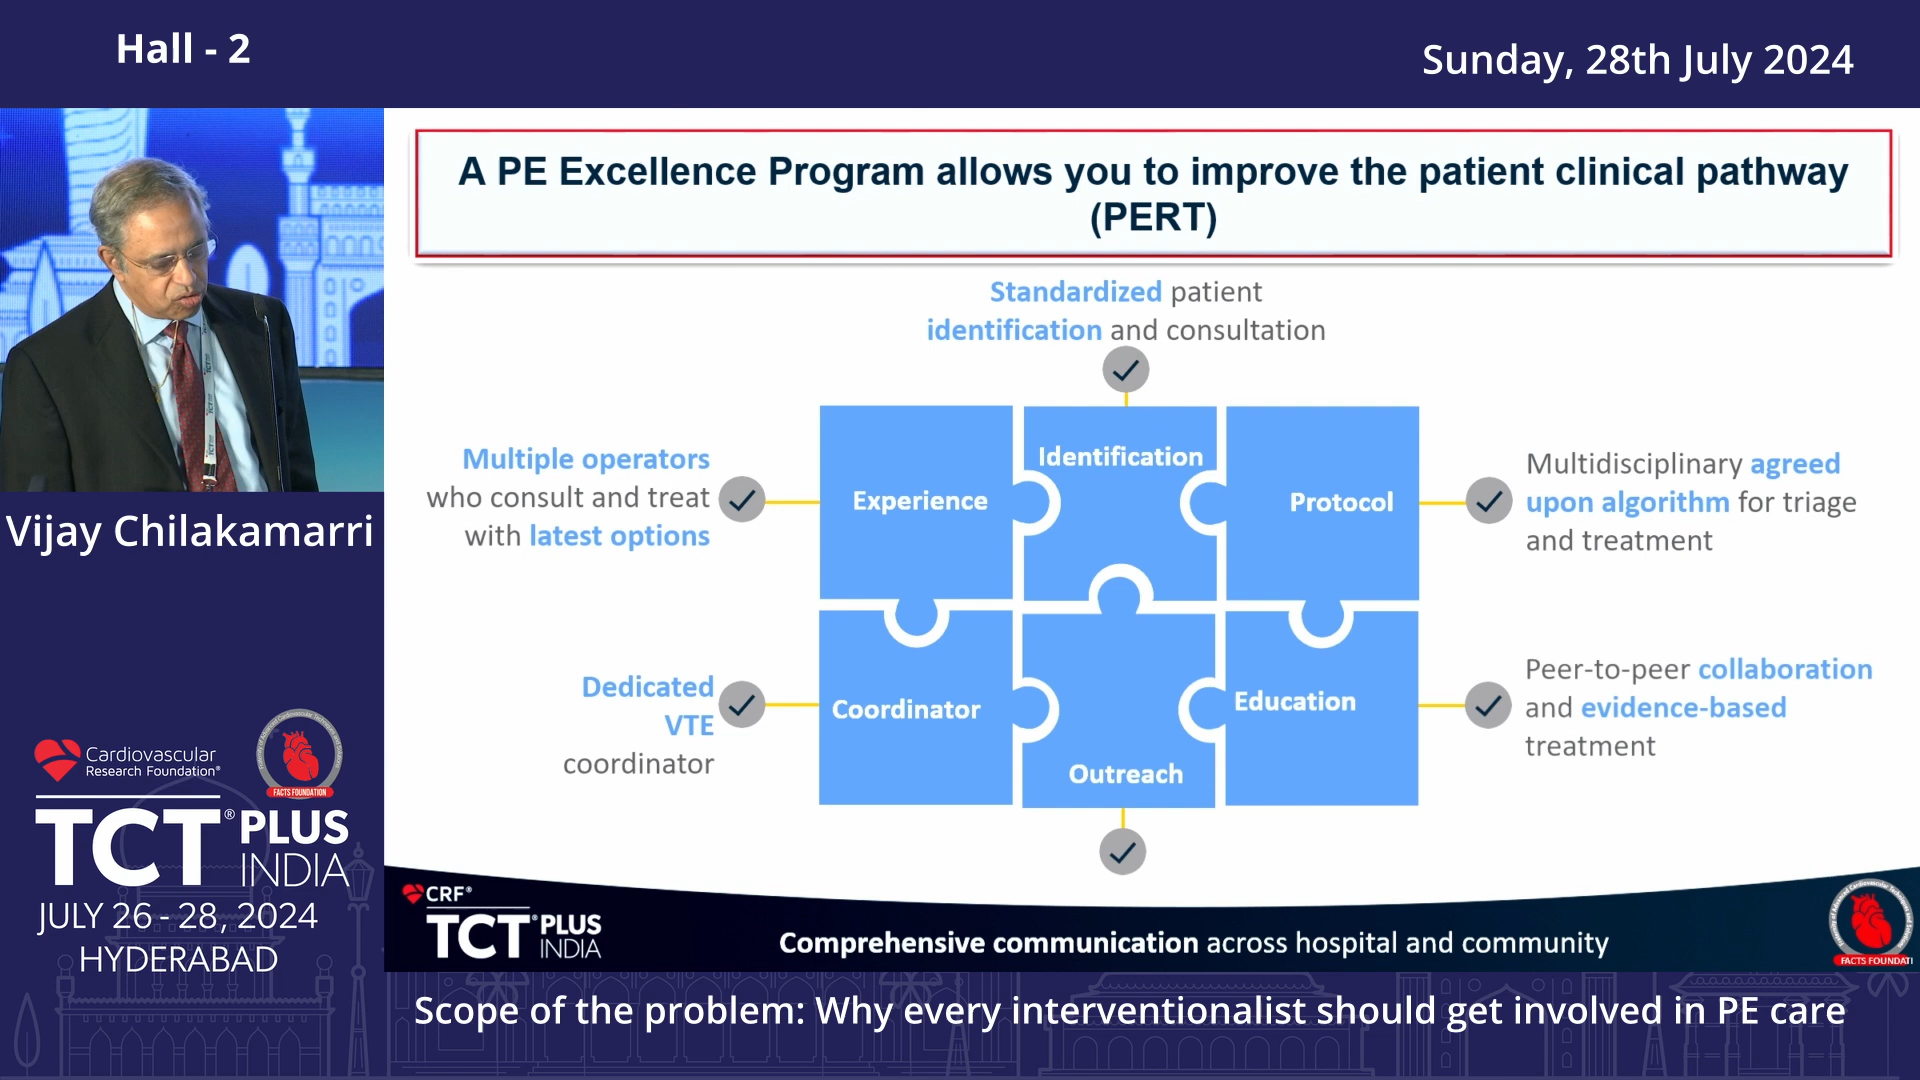 Hall - 2
Sunday, 28th July 2024
A PE Excellence Program allows you to improve the patient clinical pathway
(PERT)
Standardized patient
identification and consultation
Multiple operators
who consult and treat
with latest options
Experience
Identification
Protocol
Multidisciplinary agreed
upon algorithm for triage
and treatment
Dedicated
VTE
coordinator
Coordinator
Outreach
Education
Peer-to-peer collaboration
and evidence-based
treatment
Comprehensive communication across hospital and community
CRF®
TCT® PLUS
INDIA
FACTS FOUNDATI
Vijay Chilakamarri
Cardiovascular
Research Foundation®
FACTS FOUNDATION
TCT® PLUS
INDIA
JULY 26 - 28, 2024
HYDERABAD
Scope of the problem: Why every interventionalist should get involved in PE care